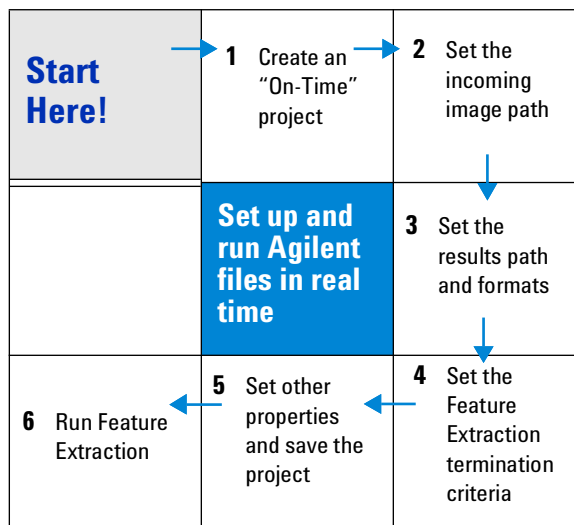 Start
Here!
1 Create an
“On-Time”
project
2 Set the
incoming
image path
Set up and
run Agilent
files in real
time
3 Set the
results path
and formats
4 Set the
Feature
Extraction
termination
criteria
5 Set other
properties
and save the
project
6 Run Feature
Extraction